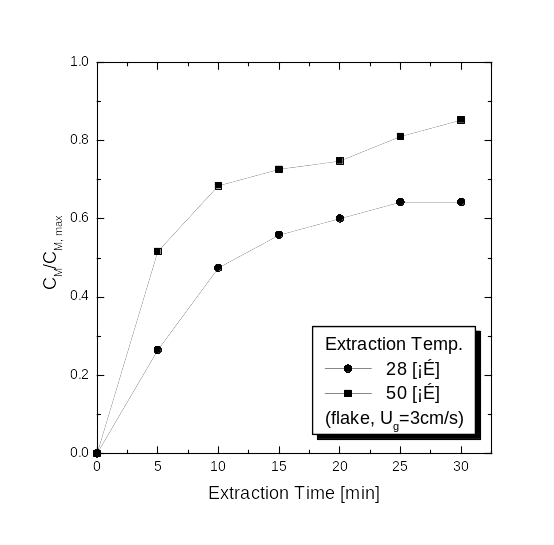 1.0
0.8
0.6
0.4
0.2
0.0
C_M/C_M, max
0 5 10 15 20 25 30
Extraction Time [min]
Extraction Temp.
28 [¡É]
50 [¡É]
(flake, U_g=3cm/s)